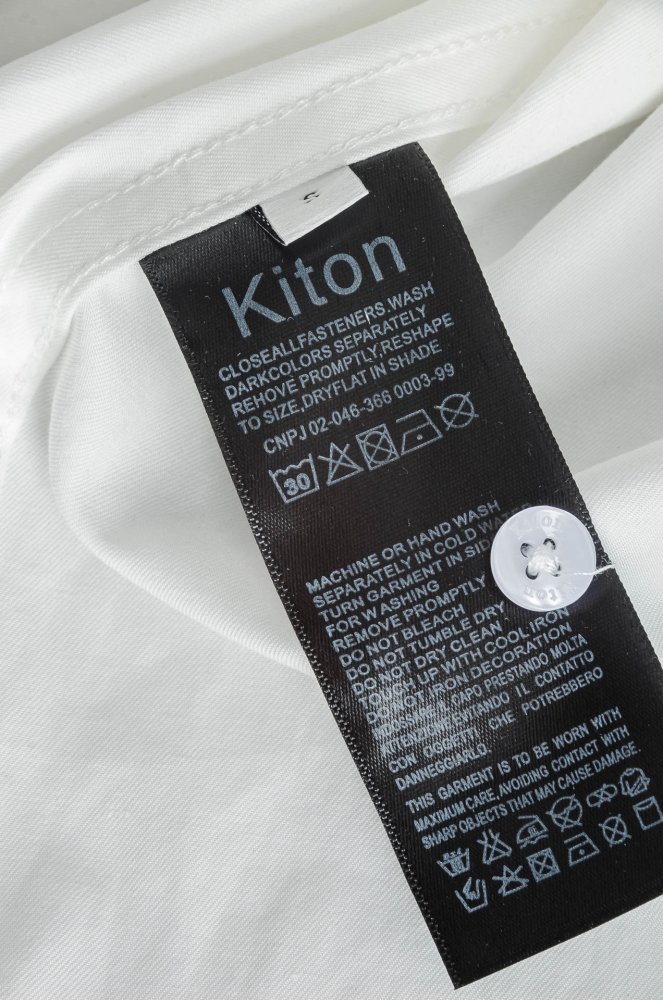 S
Kiton
CLOSEALLFASTENERS,WASH
DARKCOLORS SEPARATELY
REHOVE PROMPTLY,RESHAPE
TO SIZE,DRYFLAT IN SHADE
CNPJ 02-046-366 0003-99
30
MACHINE OR HAND WASH
SEPARATELY IN COLD WATER
TURN GARMENT IN SIDE
FOR WASHING
REMOVE PROMPTLY
DO NOT BLEACH
DO NOT TUMBLE DRY
DO NOT DRY CLEAN
TOUCH UP WITH COOL IRON
DO NOT IRON DECORATION
CAPO PRESTANDO MOLTA
IL CONTATTO
CON OGGETTI CHE POTREBBERO
DANNEGGIARLO.
THIS GARMENT IS TO BE WORN WITH
MAXIMUM CARE, AVOIDING CONTACT WITH
SHARP OBJECTS THAT MAY CAUSE DAMAGE.